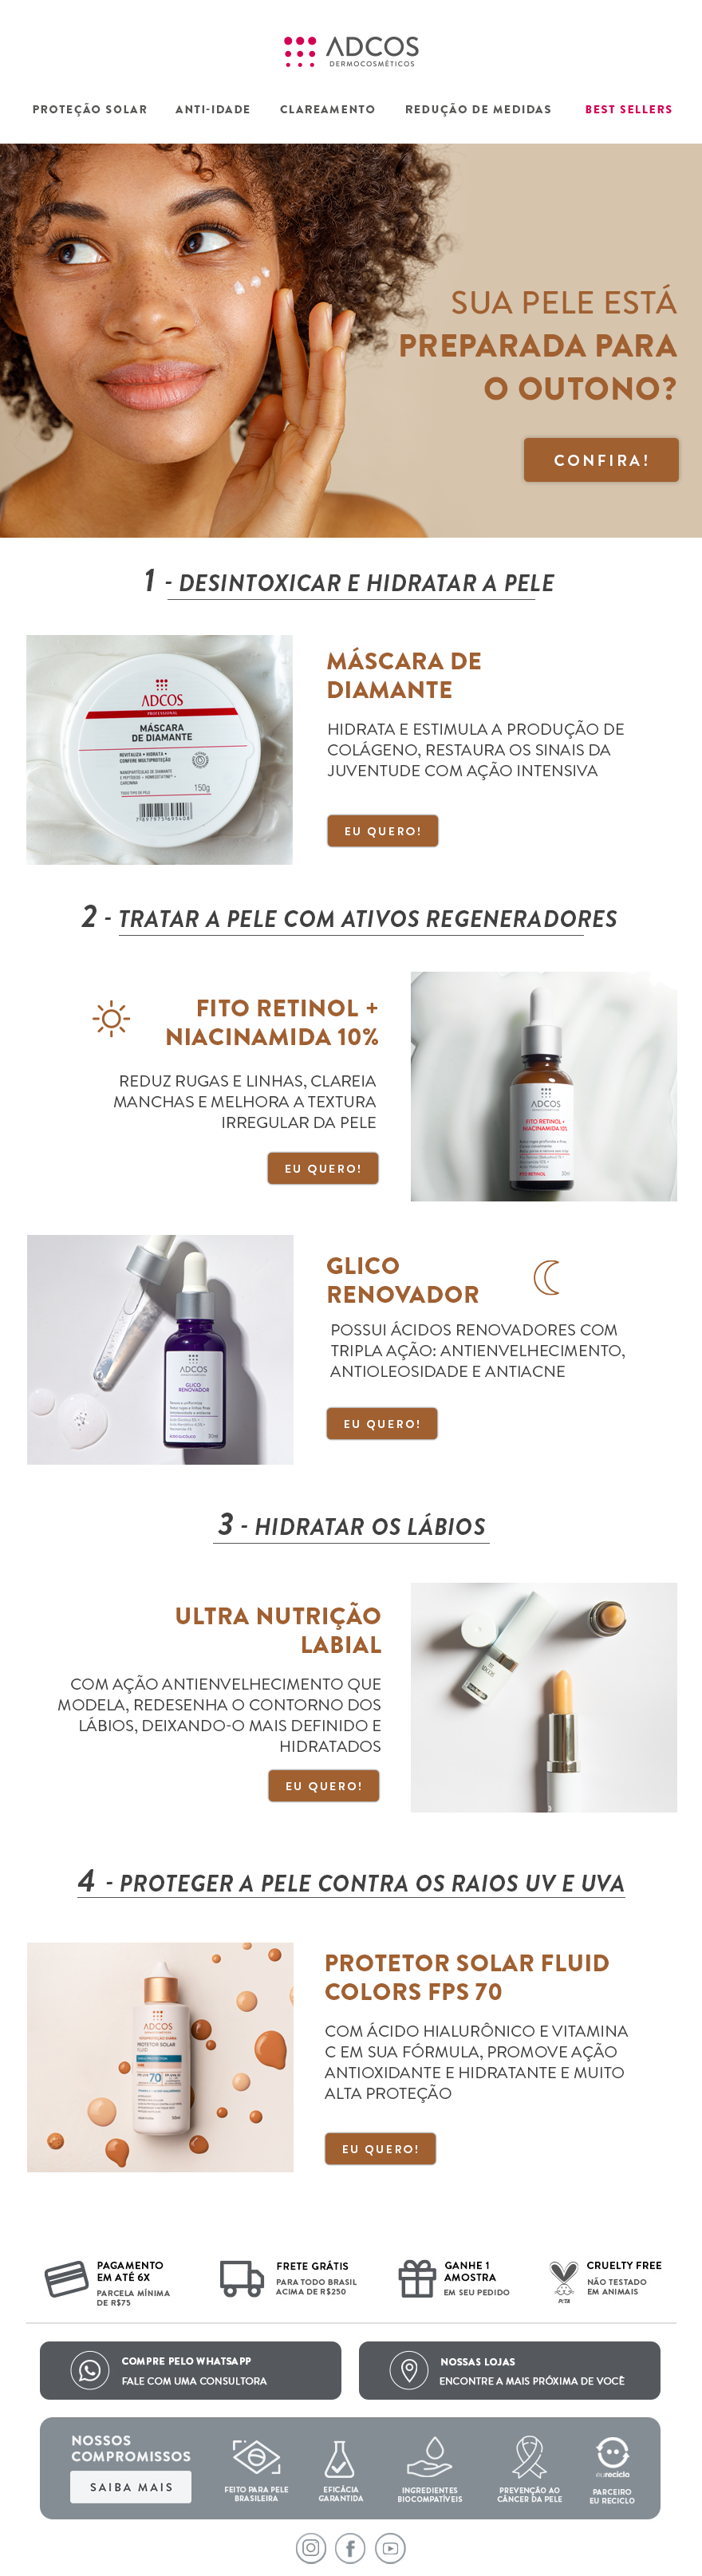 ADCOS
DERMOCOSMÉTICOS
PROTEÇÃO SOLAR
ANTI-IDADE
CLAREAMENTO
REDUÇÃO DE MEDIDAS
BEST SELLERS
SUA PELE ESTÁ
PREPARADA PARA
O OUTONO?
CONFIRA!
1 - DESINTOXICAR E HIDRATAR A PELE
ADCOS
PROFESSIONAL
MÁSCARA
DE DIAMANTE
REVITALIZA • HIDRATA •
CONFERE MULTIPROTEÇÃO
150g
MÁSCARA DE
DIAMANTE
HIDRATA E ESTIMULA A PRODUÇÃO DE
COLÁGENO, RESTAURA OS SINAIS DA
JUVENTUDE COM AÇÃO INTENSIVA
EU QUERO!
2 - TRATAR A PELE COM ATIVOS REGENERADORES
FITO RETINOL +
NIACINAMIDA 10%
REDUZ RUGAS E LINHAS, CLAREIA
MANCHAS E MELHORA A TEXTURA
IRREGULAR DA PELE
EU QUERO!
ADCOS
FITO RETINOL +
NIACINAMIDA 10%
30ml
ADCOS
GLICO
RENOVADOR
30ml
GLICO
RENOVADOR
POSSUI ÁCIDOS RENOVADORES COM
TRIPLA AÇÃO: ANTIENVELHECIMENTO,
ANTIOLEOSIDADE E ANTIACNE
EU QUERO!
3 - HIDRATAR OS LÁBIOS
ULTRA NUTRIÇÃO
LABIAL
COM AÇÃO ANTIENVELHECIMENTO QUE
MODELA, REDESENHA O CONTORNO DOS
LÁBIOS, DEIXANDO-O MAIS DEFINIDO E
HIDRATADOS
EU QUERO!
ADCOS
4 - PROTEGER A PELE CONTRA OS RAIOS UV E UVA
ADCOS
PROTETOR SOLAR
FLUID
70
PROTETOR SOLAR FLUID
COLORS FPS 70
COM ÁCIDO HIALURÔNICO E VITAMINA
C EM SUA FÓRMULA, PROMOVE AÇÃO
ANTIOXIDANTE E HIDRATANTE E MUITO
ALTA PROTEÇÃO
EU QUERO!
PAGAMENTO
EM ATÉ 6X
PARCELA MÍNIMA
DE R$75
FRETE GRÁTIS
PARA TODO BRASIL
ACIMA DE R$250
GANHE 1
AMOSTRA
EM SEU PEDIDO
PETA
CRUELTY FREE
NÃO TESTADO
EM ANIMAIS
COMPRE PELO WHATSAPP
FALE COM UMA CONSULTORA
NOSSAS LOJAS
ENCONTRE A MAIS PRÓXIMA DE VOCÊ
NOSSOS
COMPROMISSOS
SAIBA MAIS
FEITO PARA PELE
BRASILEIRA
EFICÁCIA
GARANTIDA
INGREDIENTES
BIOCOMPATÍVEIS
PREVENÇÃO AO
CÂNCER DA PELE
eureciclo
PARCEIRO
EU RECICLO